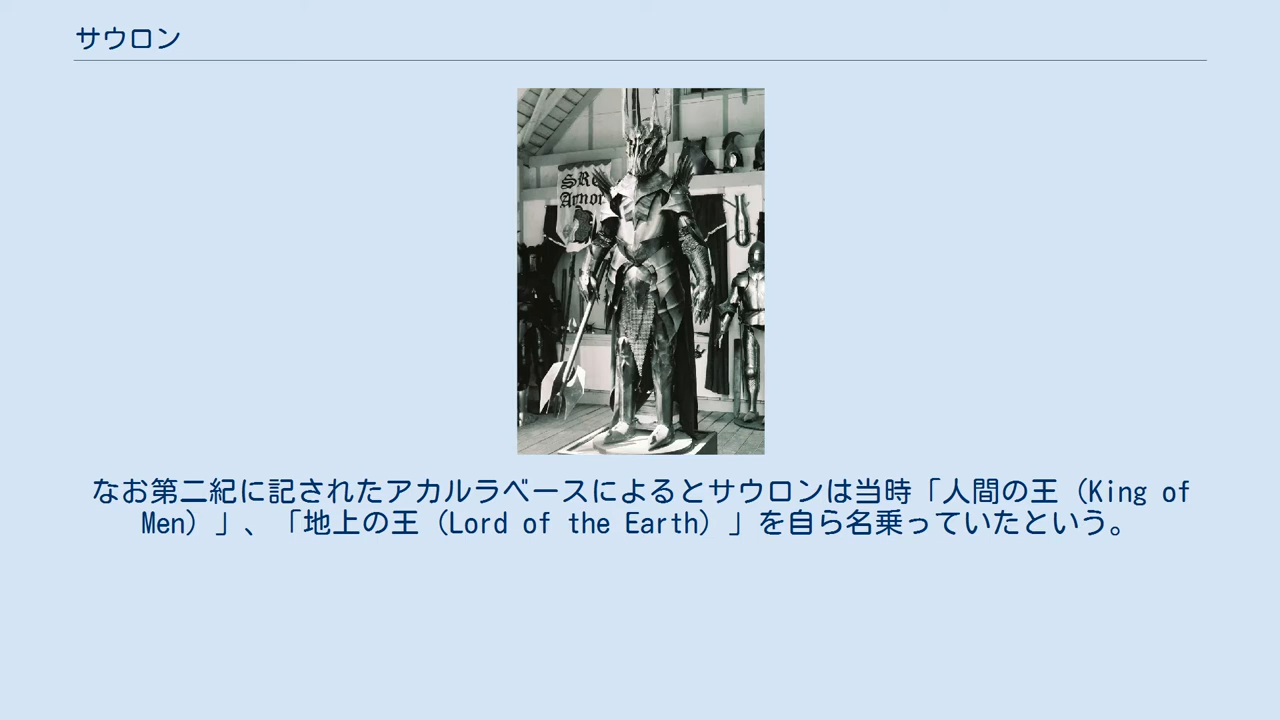 サウロン
SRC
Armor
なお第二紀に記されたアカルラベースによるとサウロンは当時「人間の王（King of
Men）」、「地上の王（Lord of the Earth）」を自ら名乗っていたという。